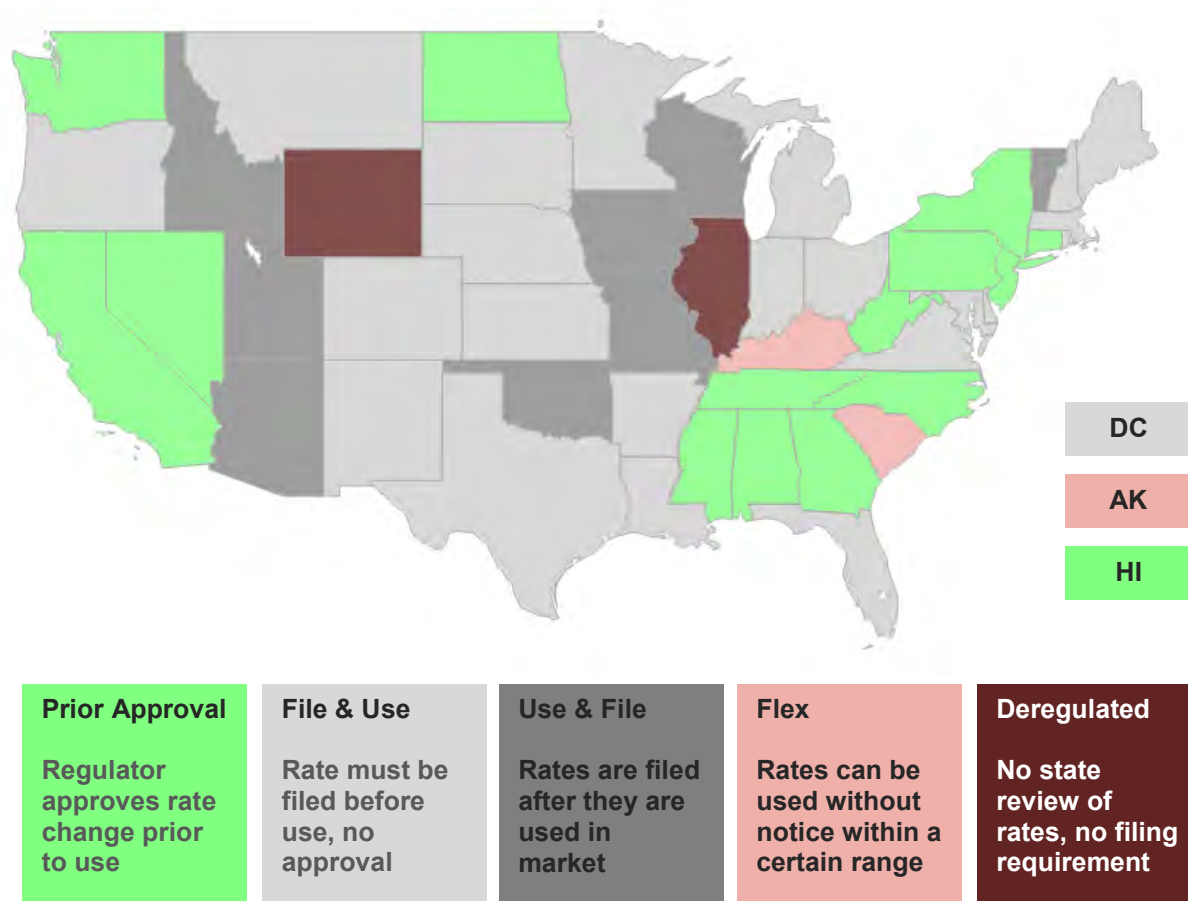 DC
AK
HI
Prior Approval
Regulator
approves rate
change prior
to use
File & Use
Rate must be
filed before
use, no
approval
Use & File
Rates are filed
after they are
used in
market
Flex
Rates can be
used without
notice within a
certain range
Deregulated
No state
review of
rates, no filing
requirement